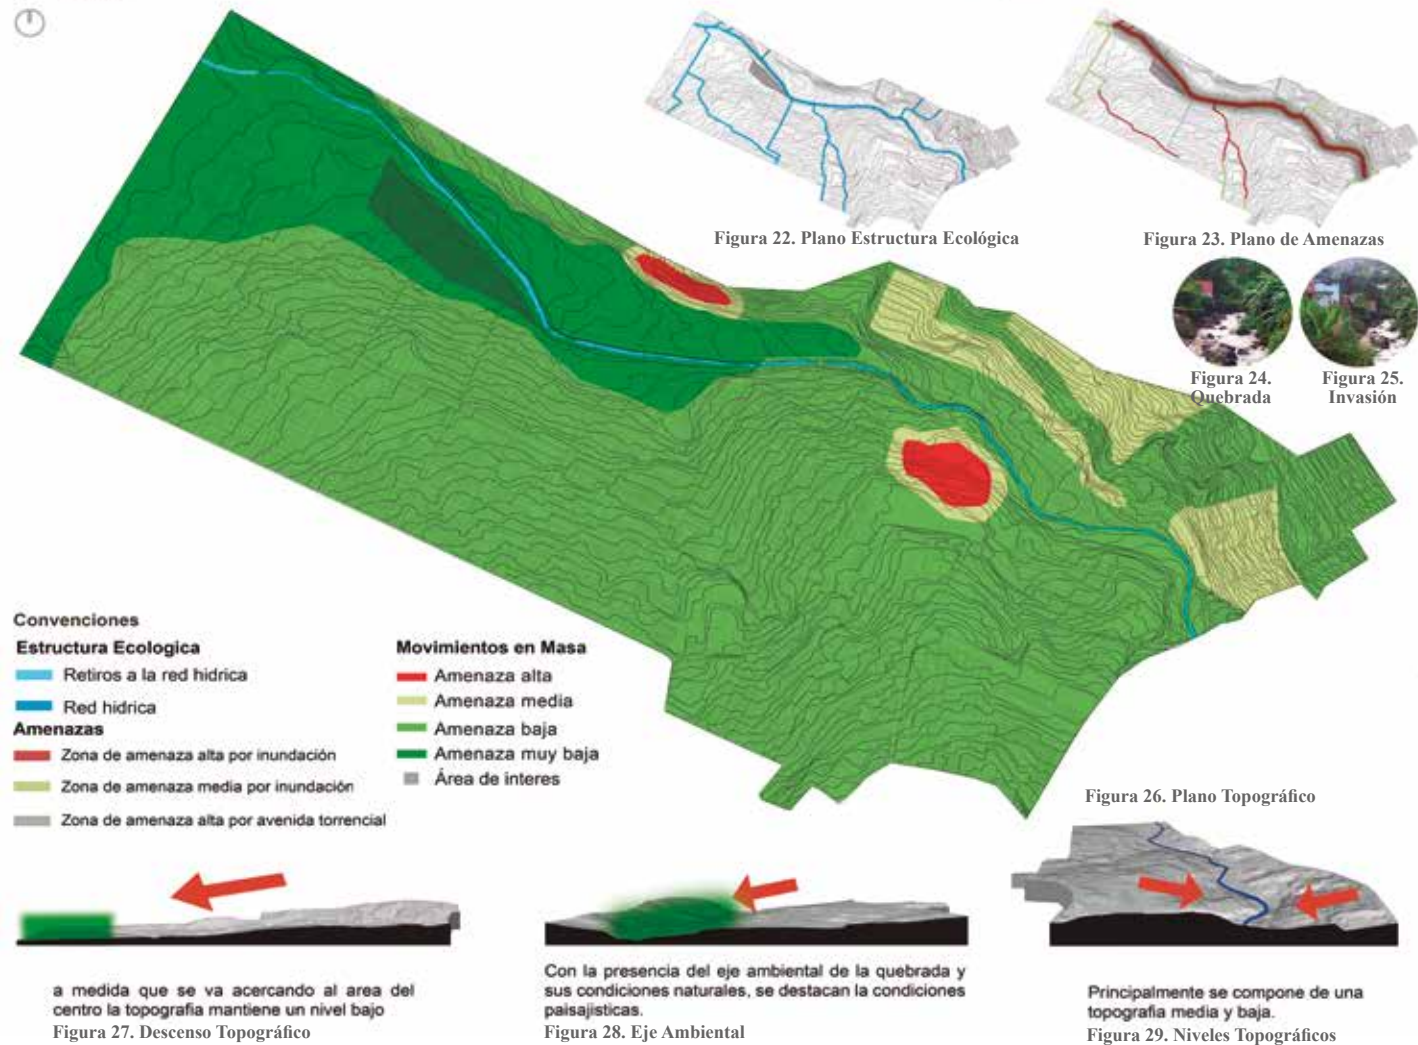 Figura 22. Plano Estructura Ecológica
Figura 23. Plano de Amenazas
Figura 24.
Quebrada
Figura 25.
Invasión
Convenciones
Estructura Ecologica
Retiros a la red hidrica
Red hidrica
Amenazas
Zona de amenaza alta por inundación
Zona de amenaza media por inundación
Zona de amenaza alta por avenida torrencial
Movimientos en Masa
Amenaza alta
Amenaza media
Amenaza baja
Amenaza muy baja
Área de interes
Figura 26. Plano Topográfico
a medida que se va acercando al area del
centro la topografia mantiene un nivel bajo
Figura 27. Descenso Topográfico
Con la presencia del eje ambiental de la quebrada y
sus condiciones naturales, se destacan la condiciones
paisajisticas.
Figura 28. Eje Ambiental
Principalmente se compone de una
topografia media y baja.
Figura 29. Niveles Topográficos